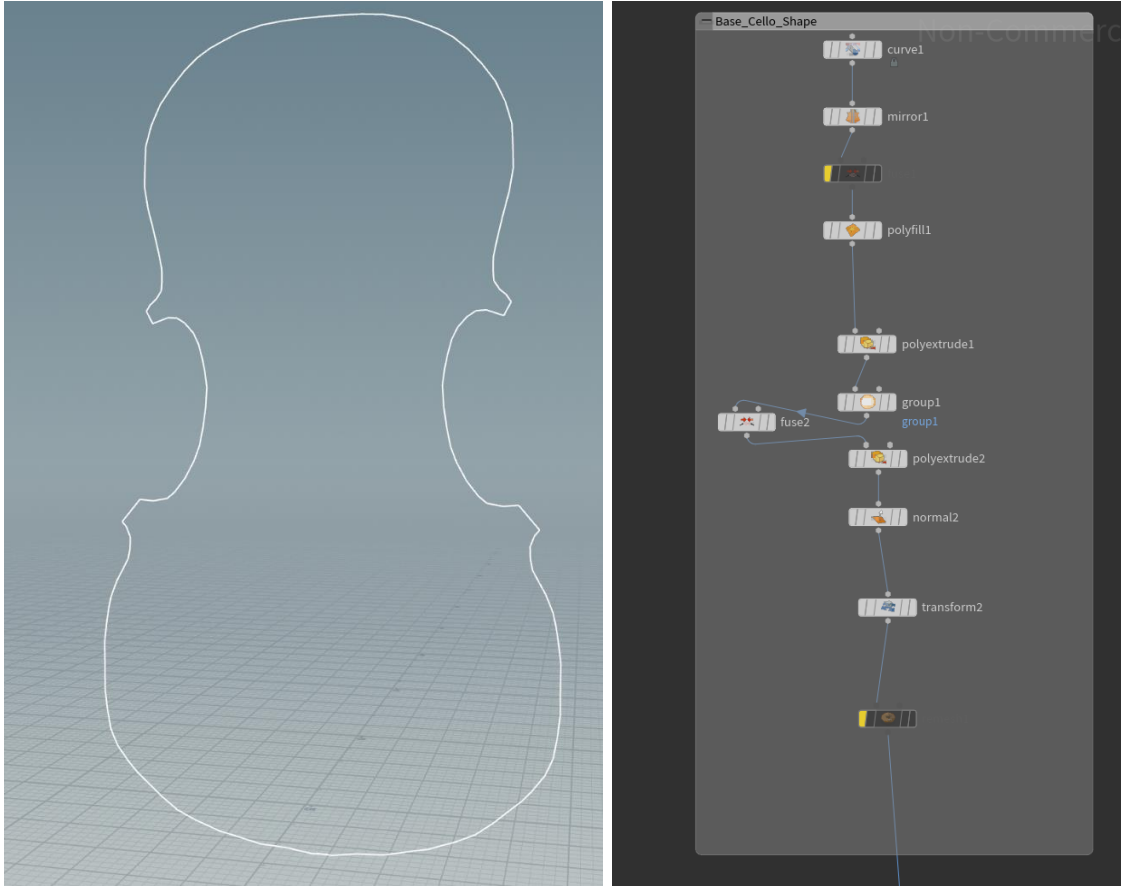 Base_Cello_Shape
Non-Commerc
curve1
mirror1
polyfill1
polyextrude1
group1
group1
fuse2
polyextrude2
normal2
transform2